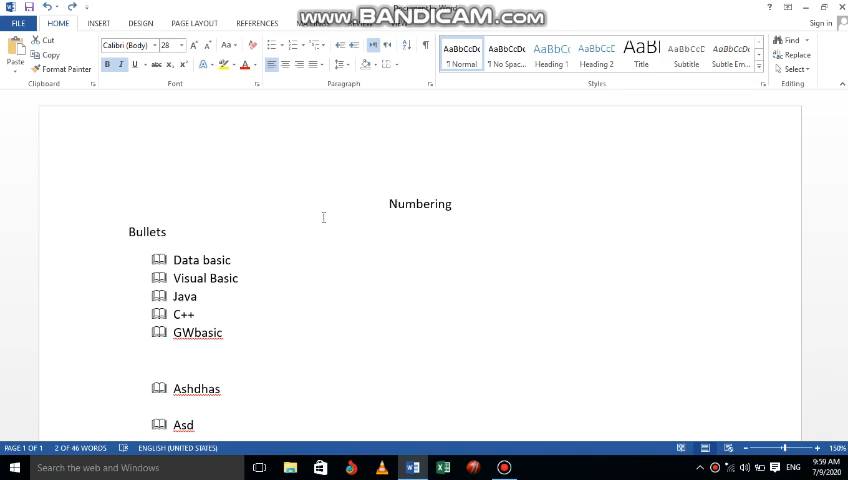 www.BANDICAM.com
Sign in
FILE HOME INSERT DESIGN PAGE LAYOUT REFERENCES
Paste
Cut
Copy
Format Painter
Clipboard
Calibri (Body) 28
Font
Paragraph
AaBbCcDc AaBbCcDc AaBbCc AaBbCcC AaBl AaBbCcC AaBbCcDc
¶ Normal ¶ No Spac... Heading 1 Heading 2 Title Subtitle Subtle Em...
Styles
Find
Replace
Select
Editing
Numbering
Bullets
Data basic
Visual Basic
Java
C++
GWbasic
Ashdhas
Asd
PAGE 1 OF 1 2 OF 46 WORDS ENGLISH (UNITED STATES) 150%
Search the web and Windows
ENG
9:59 AM
7/9/2020